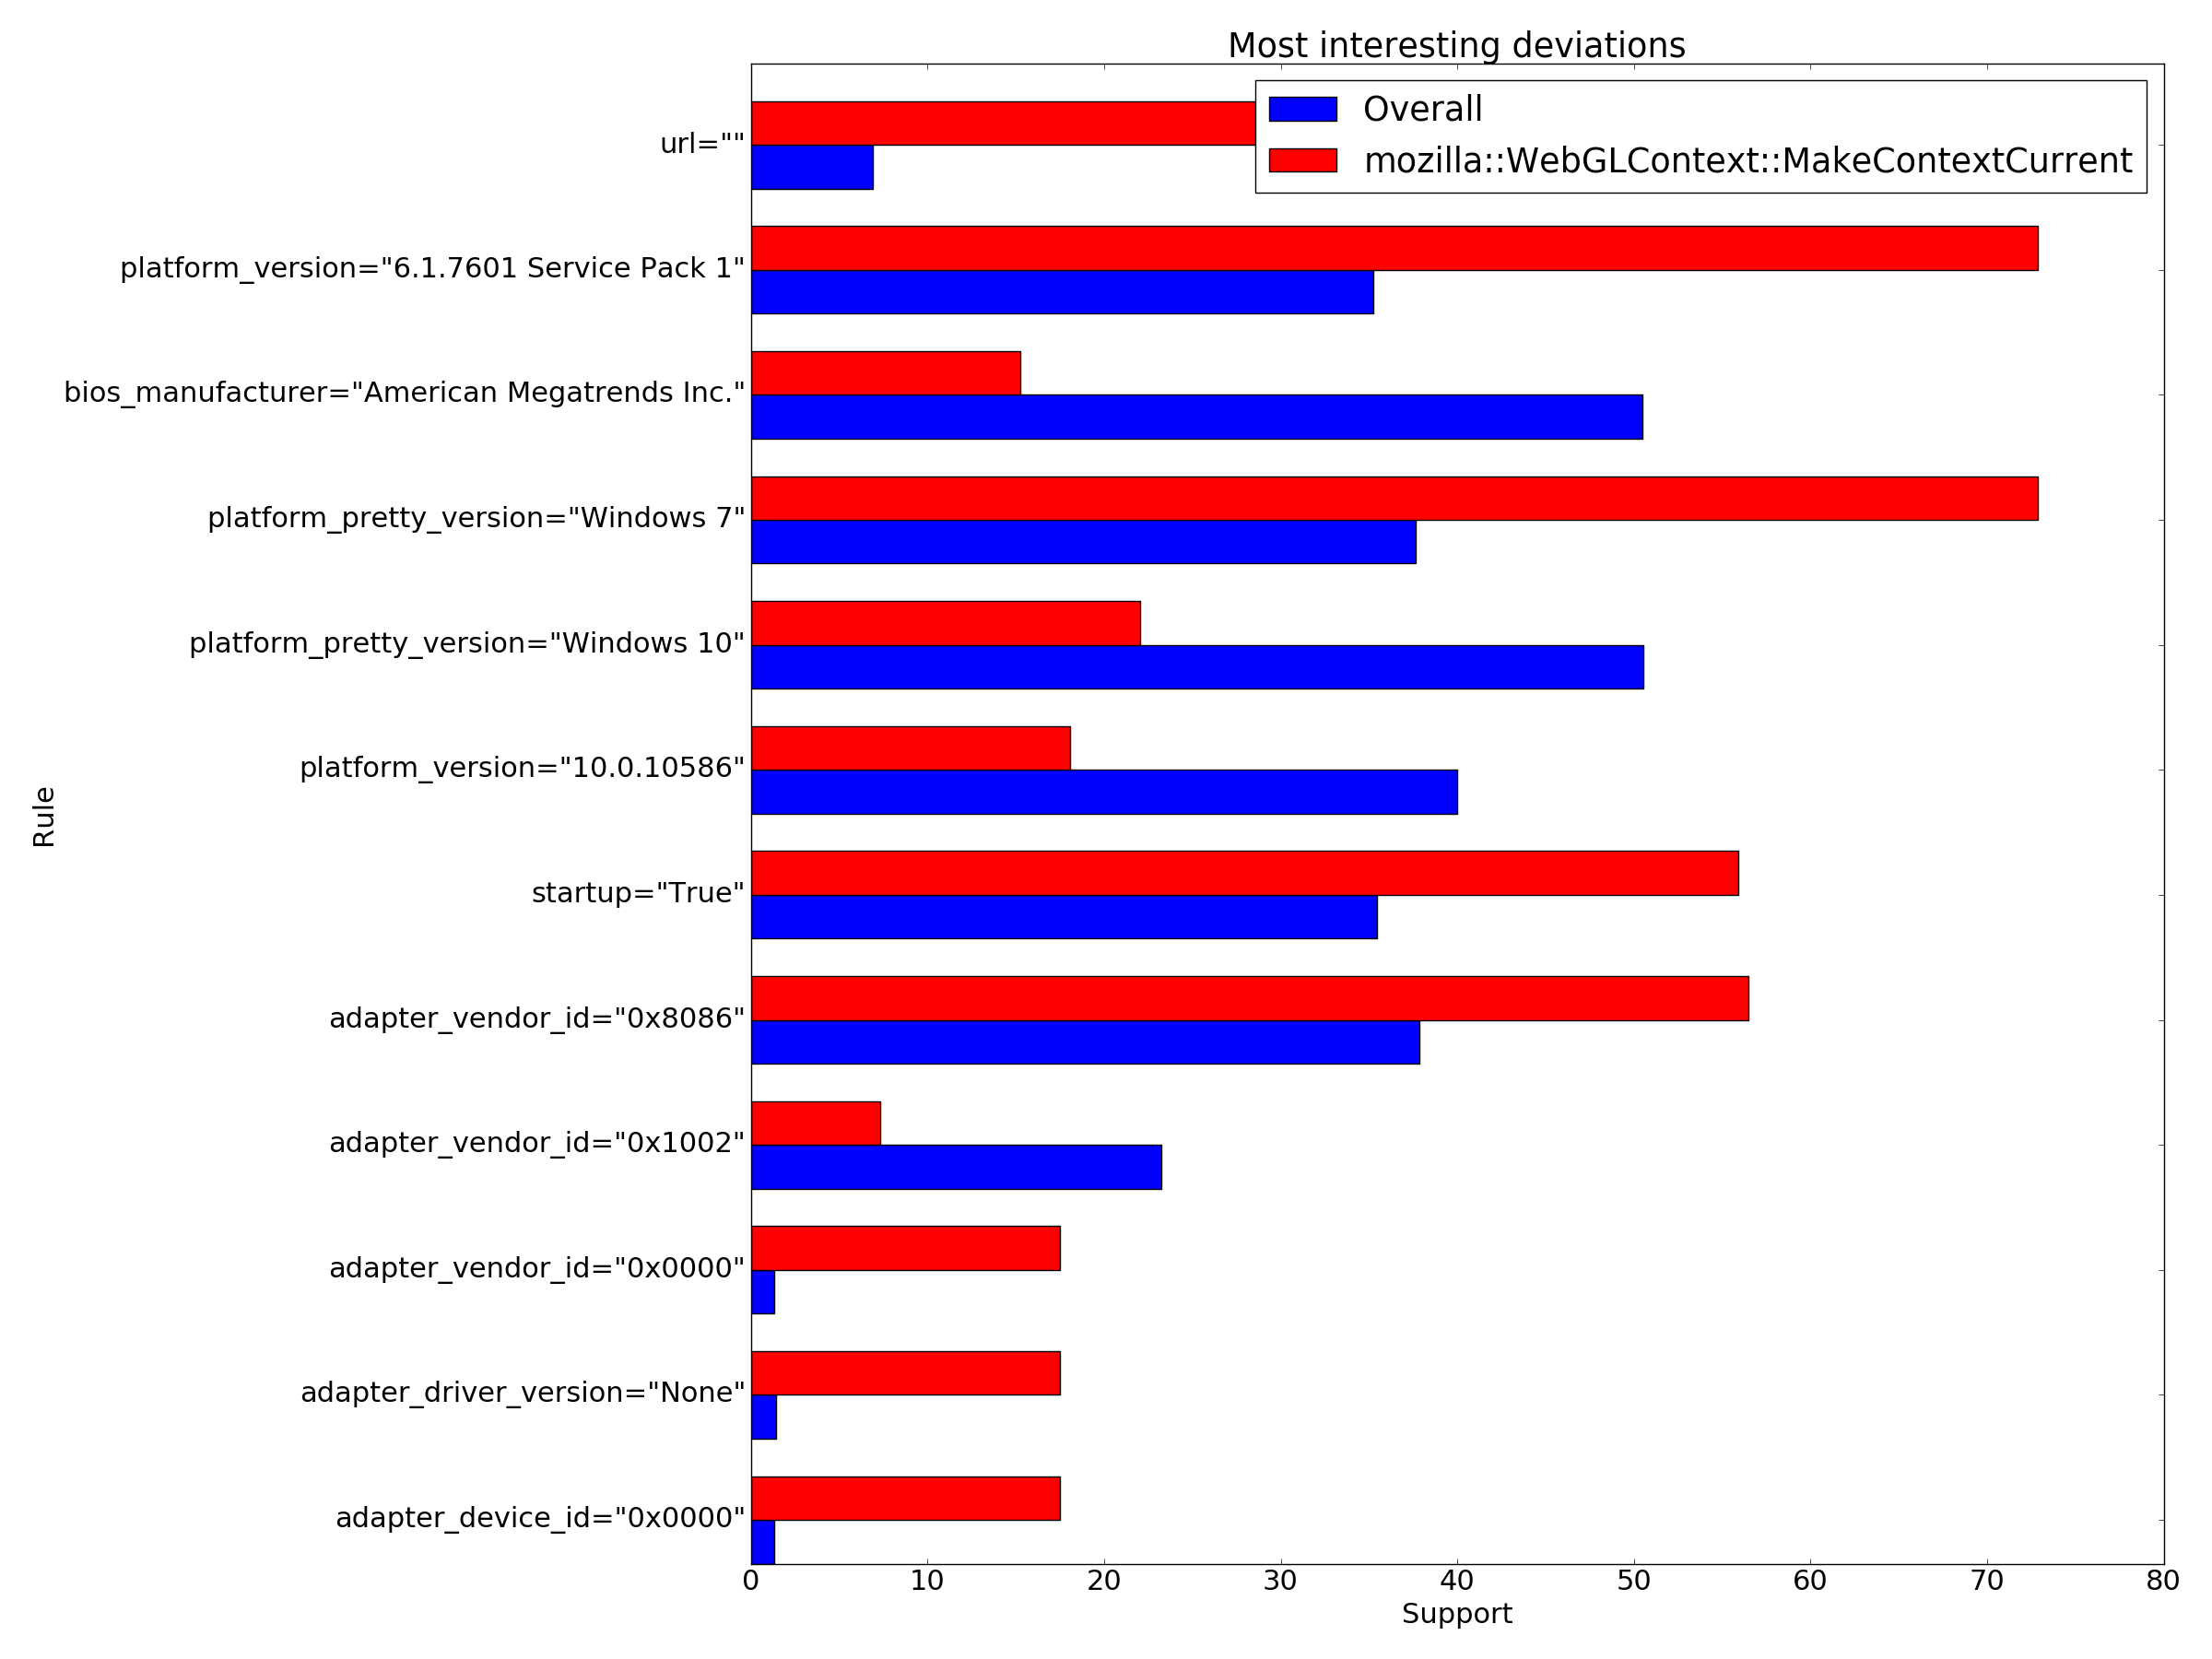 Most interesting deviations
Overall
mozilla::WebGLContext::MakeContextCurrent
url=""
platform_version="6.1.7601 Service Pack 1"
bios_manufacturer="American Megatrends Inc."
platform_pretty_version="Windows 7"
platform_pretty_version="Windows 10"
platform_version="10.0.10586"
startup="True"
adapter_vendor_id="0x8086"
adapter_vendor_id="0x1002"
adapter_vendor_id="0x0000"
adapter_driver_version="None"
adapter_device_id="0x0000"
Rule
0 10 20 30 40 50 60 70 80
Support